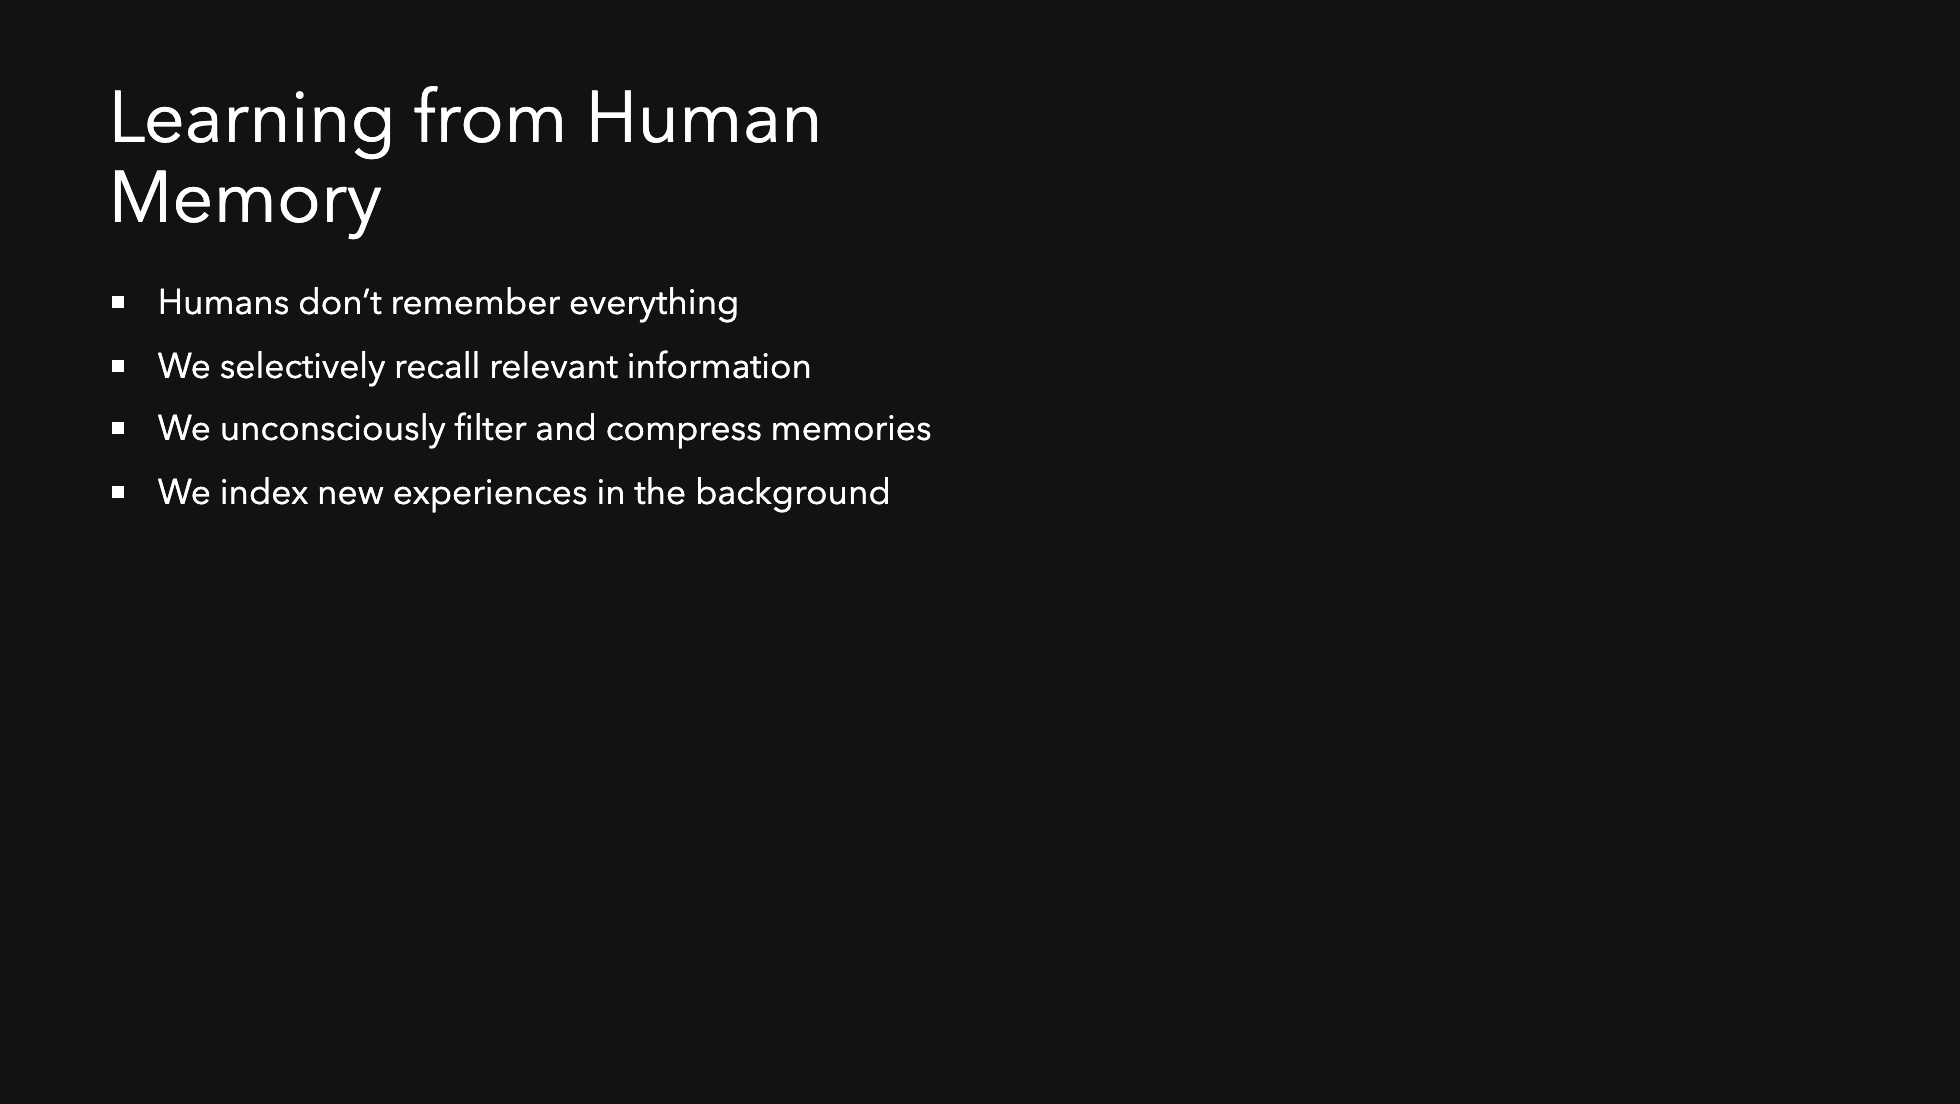 Learning from Human
Memory
▪ Humans don’t remember everything
▪ We selectively recall relevant information
▪ We unconsciously filter and compress memories
▪ We index new experiences in the background